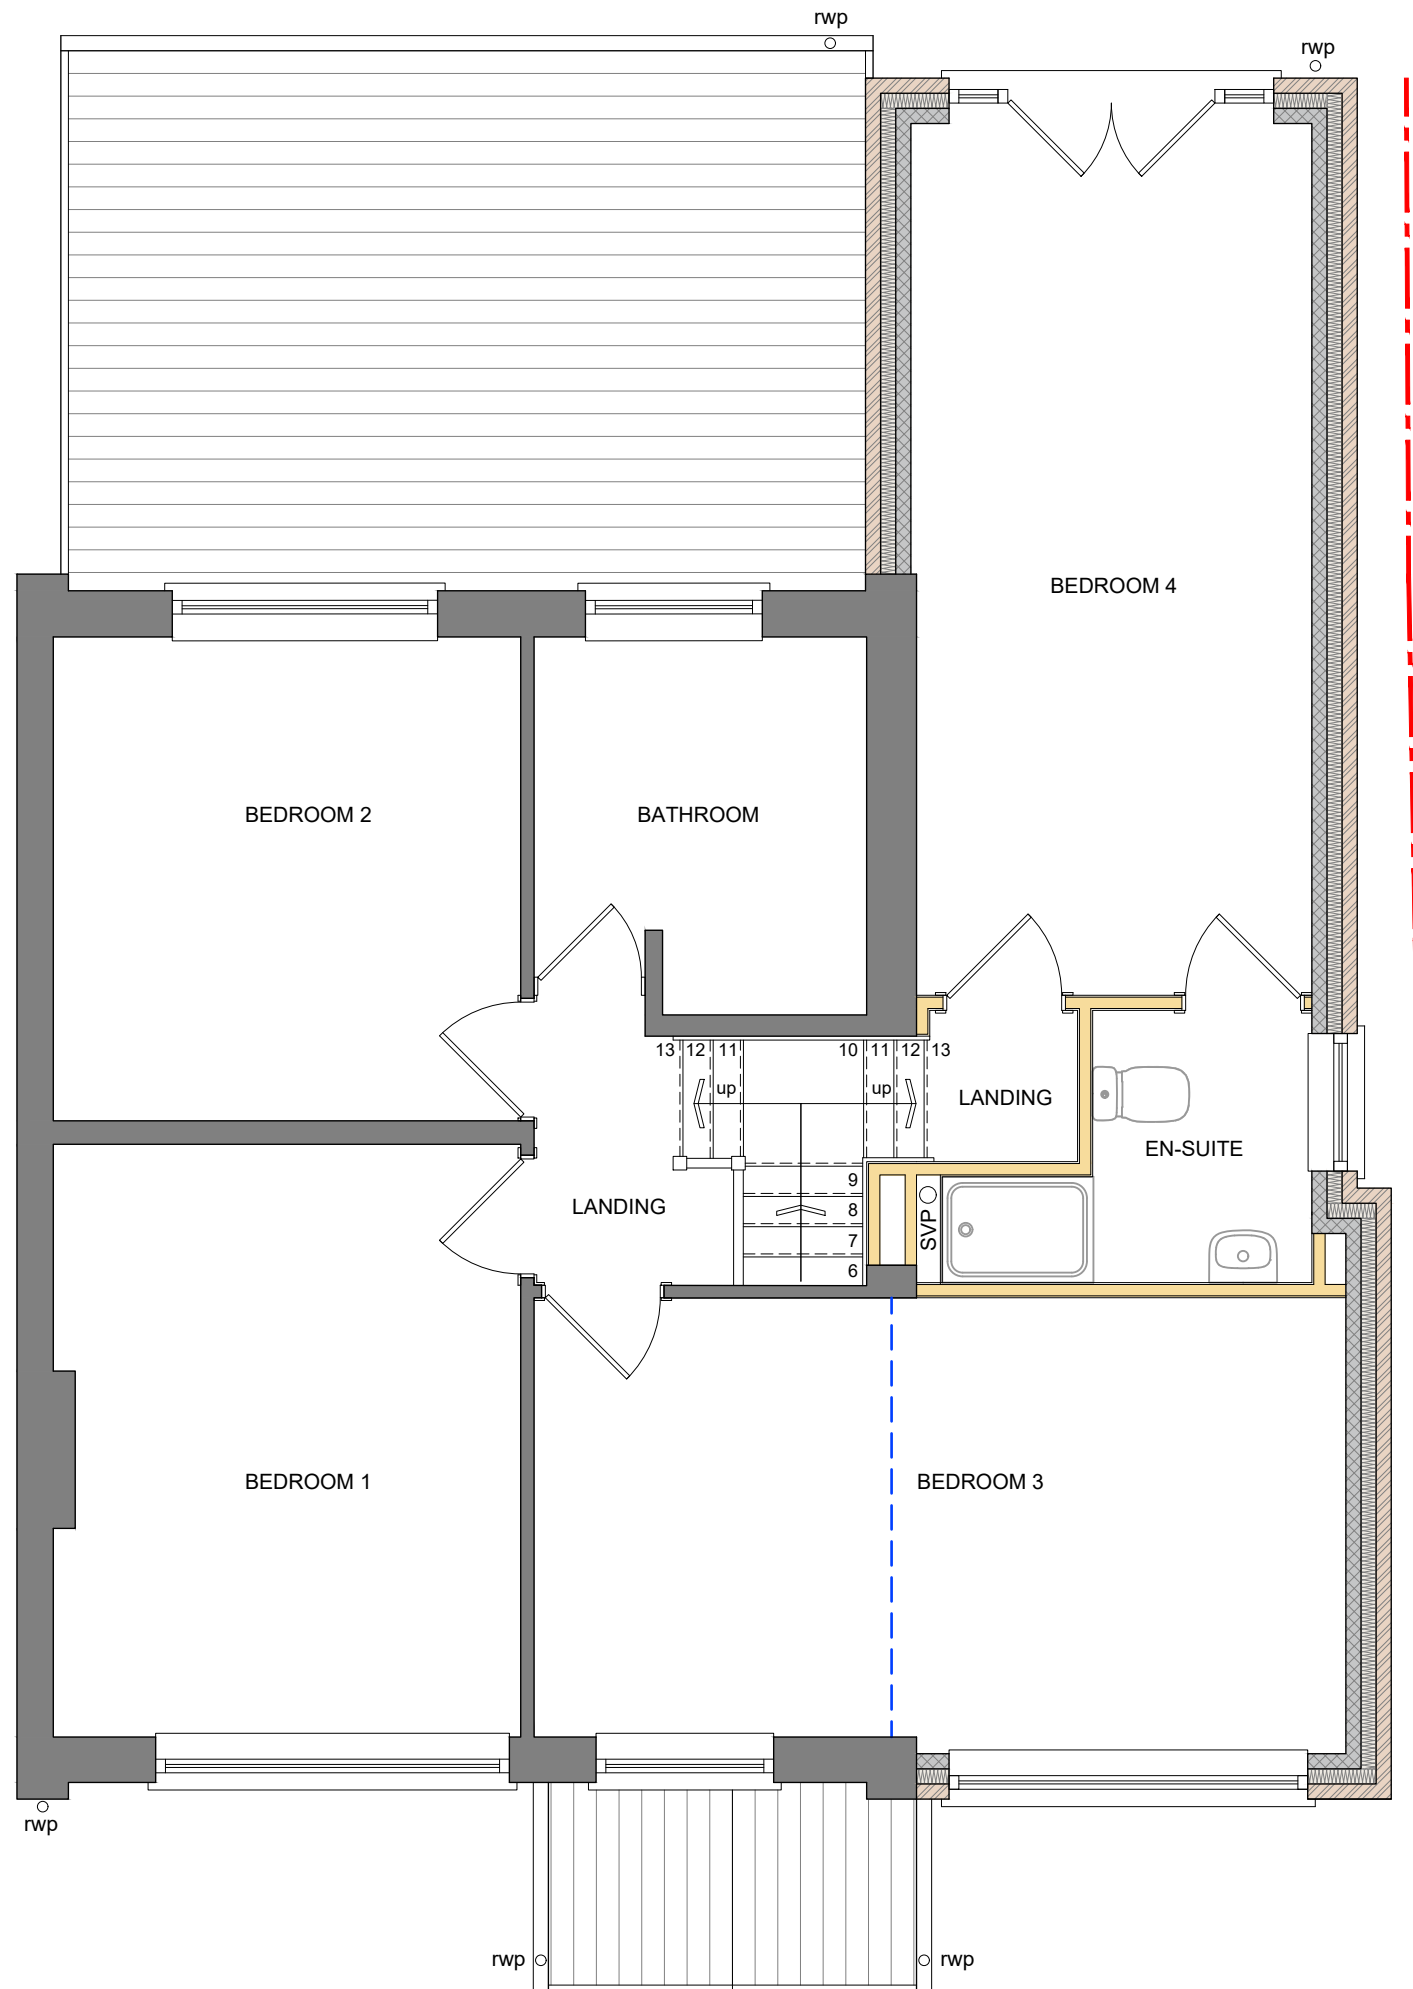 rwp
rwp
BEDROOM 4
BEDROOM 2
BATHROOM
13 12 11 10 11 12 13
up up
LANDING
EN-SUITE
9
8
7
6
SVP
LANDING
BEDROOM 1
BEDROOM 3
rwp
rwp
rwp